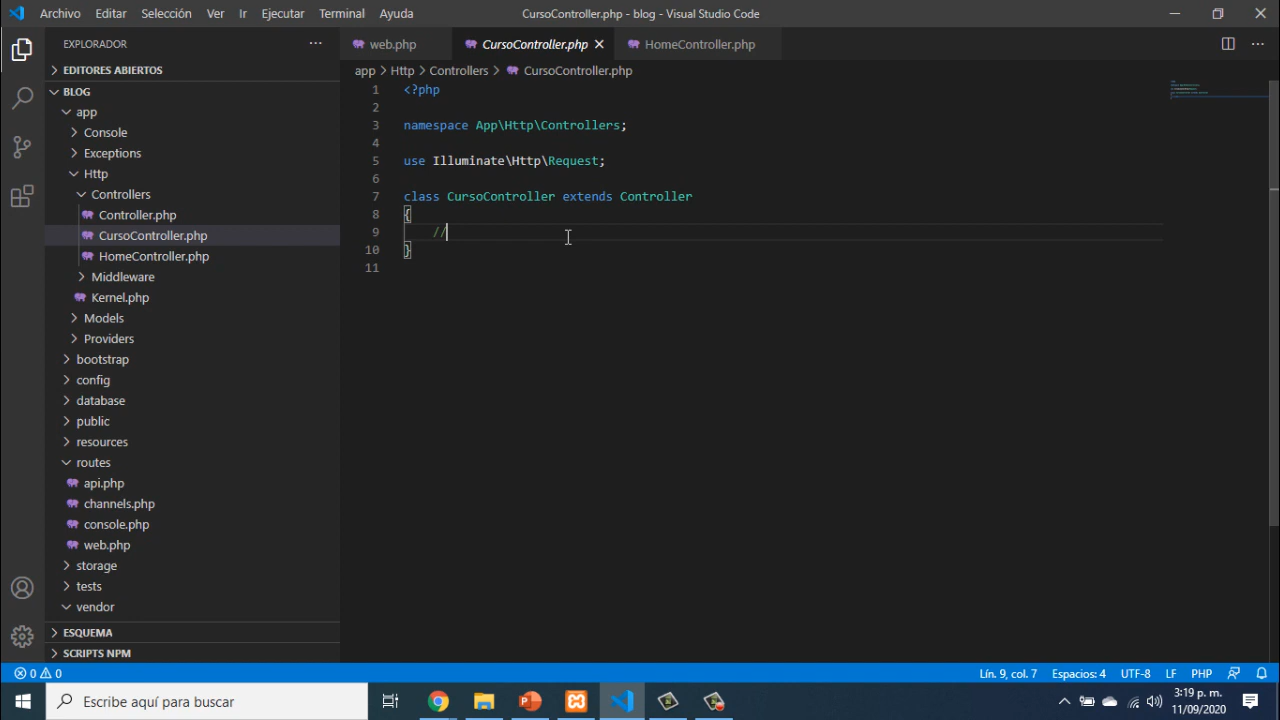 Archivo Editar Selección Ver Ir Ejecutar Terminal Ayuda CursoController.php - blog - Visual Studio Code
EXPLORADOR ···
EDITORES ABIERTOS
BLOG
app
Console
Exceptions
Http
Controllers
Controller.php
CursoController.php
HomeController.php
Middleware
Kernel.php
Models
Providers
bootstrap
config
database
public
resources
routes
api.php
channels.php
console.php
web.php
storage
tests
vendor
ESQUEMA
SCRIPTS NPM
web.php CursoController.php HomeController.php
app > Http > Controllers > CursoController.php
1 <?php
2
3 namespace App\Http\Controllers;
4
5 use Illuminate\Http\Request;
6
7 class CursoController extends Controller
8 {
9 //
10 }
11
0 0 Lín. 9, col. 7 Espacios: 4 UTF-8 LF PHP
Escribe aquí para buscar
3:19 p. m.
11/09/2020